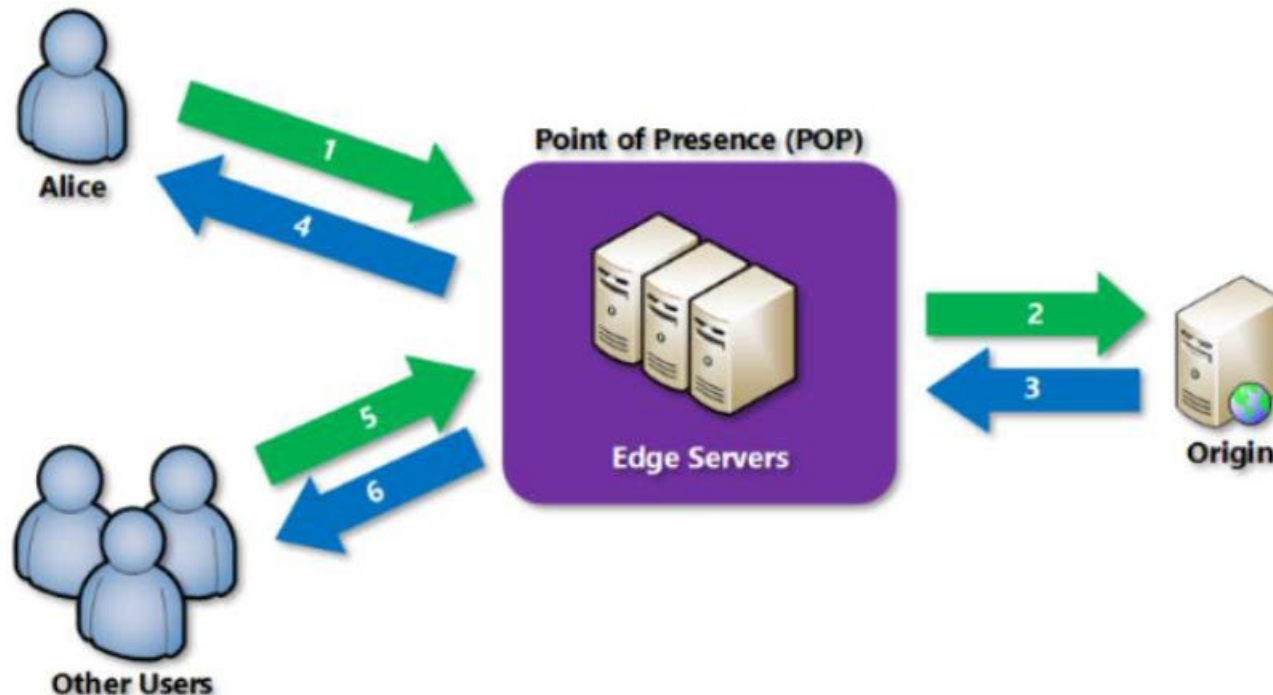 Alice
1
4
Point of Presence (POP)
Edge Servers
2
3
Origin
5
6
Other Users